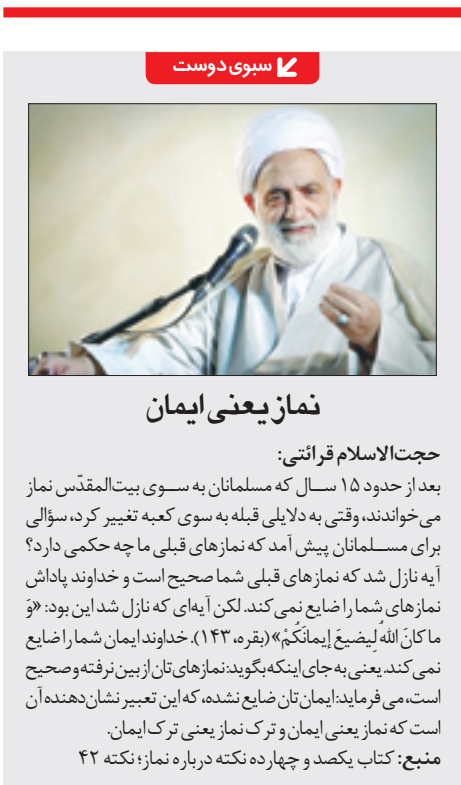 سبوی دوست
نماز یعنی ایمان
حجت‌الاسلام قرائتی:
بعد از حدود ۱۵ ســال که مسلمانان به ســوی بیت‌المقدّس نماز
می‌خواندند، وقتی به دلایلی قبله به سوی کعبه تغییر کرد، سؤالی
برای مســلمانان پیش آمد که نمازهای قبلی ما چه حکمی دارد؟
آیه نازل شد که نمازهای قبلی شما صحیح است و خداوند پاداش
نمازهای شما را ضایع نمی‌کند. لکن آیه‌ای که نازل شد این بود: «وَ
ما کانَ اللهُ لِیضیعَ إیمانَکُمْ» (بقره، ۱۴۳). خداوند ایمان شما را ضایع
نمی‌کند. یعنی به جای اینکه بگوید: نمازهای‌تان از بین نرفته و صحیح
است، می‌فرماید: ایمان‌تان ضایع نشده، که این تعبیر نشان‌دهنده آن
است که نماز یعنی ایمان و ترک نماز یعنی ترک ایمان.
منبع: کتاب یکصد و چهارده نکته درباره نماز؛ نکته ۴۲